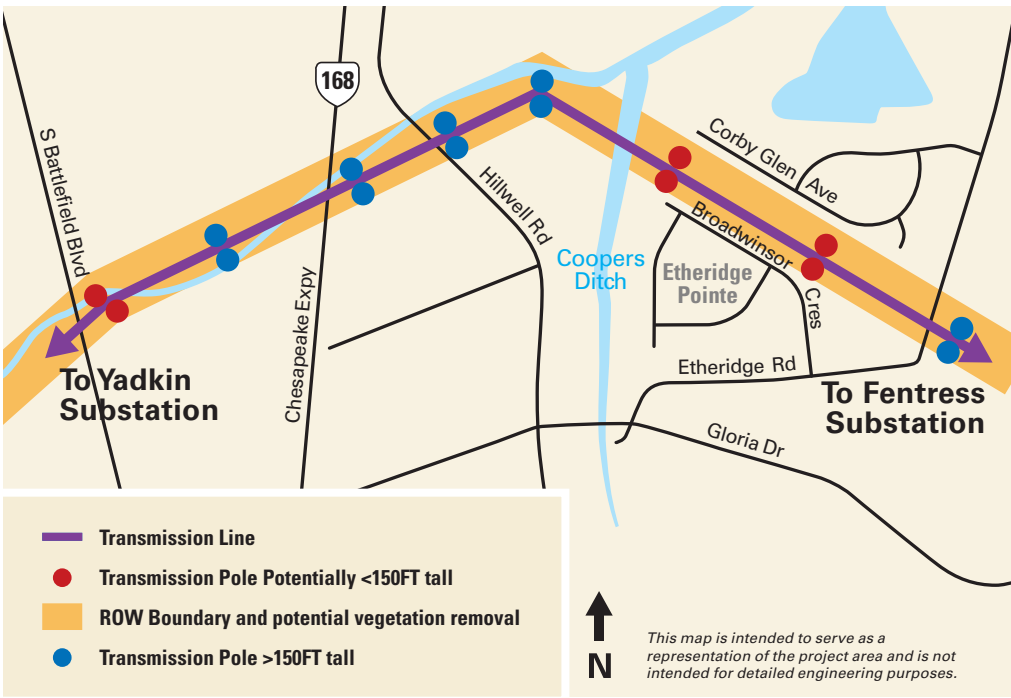 168
S Battlefield Blvd
Chesapeake Expy
Hillwell Rd
Corby Glen Ave
Broadwinsor
Cres
Coopers
Ditch
Etheridge
Pointe
Etheridge Rd
Gloria Dr
To Yadkin
Substation
To Fentress
Substation
Transmission Line
Transmission Pole Potentially <150FT tall
ROW Boundary and potential vegetation removal
Transmission Pole >150FT tall
N
This map is intended to serve as a
representation of the project area and is not
intended for detailed engineering purposes.